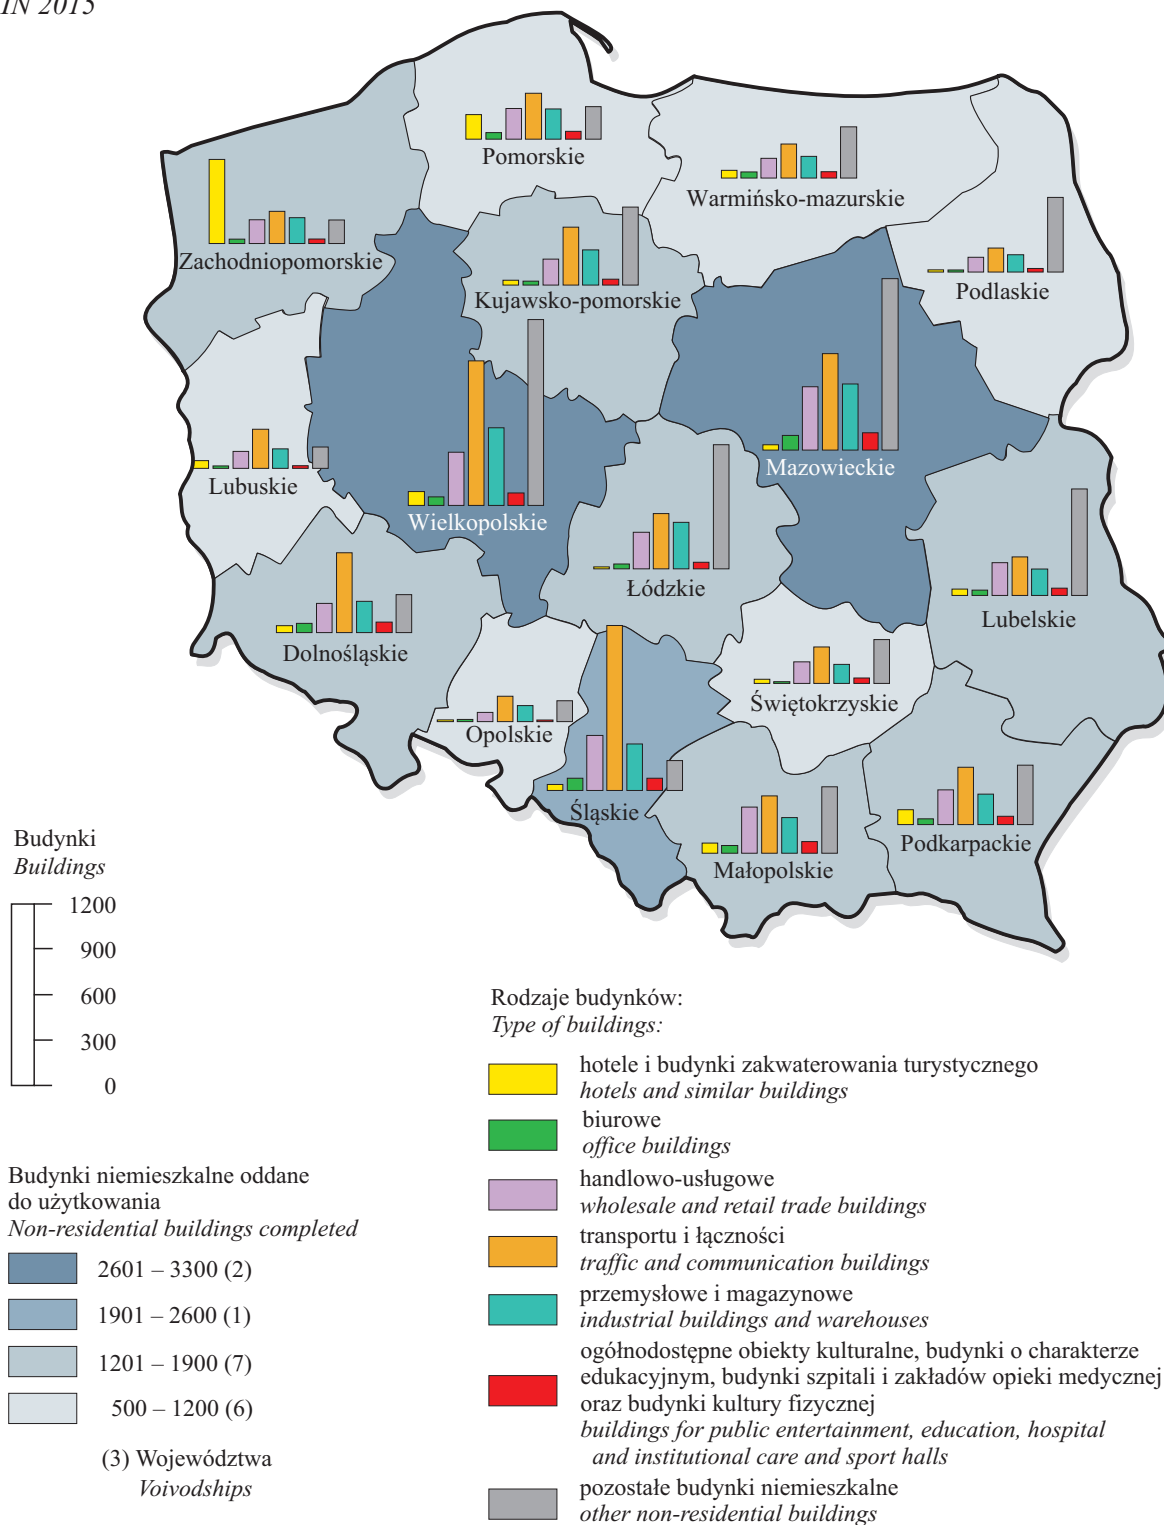 IN 2015
Pomorskie
Warmińsko-mazurskie
Zachodniopomorskie
Kujawsko-pomorskie
Podlaskie
Mazowieckie
Lubuskie
Wielkopolskie
Łódzkie
Lubelskie
Dolnośląskie
Świętokrzyskie
Opolskie
Śląskie
Podkarpackie
Małopolskie
Budynki
Buildings
1200
900
600
300
0
Budynki niemieszkalne oddane
do użytkowania
Non-residential buildings completed
2601 – 3300 (2)
1901 – 2600 (1)
1201 – 1900 (7)
500 – 1200 (6)
(3) Województwa
Voivodships
Rodzaje budynków:
Type of buildings:
hotele i budynki zakwaterowania turystycznego
hotels and similar buildings
biurowe
office buildings
handlowo-usługowe
wholesale and retail trade buildings
transportu i łączności
traffic and communication buildings
przemysłowe i magazynowe
industrial buildings and warehouses
ogólnodostępne obiekty kulturalne, budynki o charakterze
edukacyjnym, budynki szpitali i zakładów opieki medycznej
oraz budynki kultury fizycznej
buildings for public entertainment, education, hospital
and institutional care and sport halls
pozostałe budynki niemieszkalne
other non-residential buildings